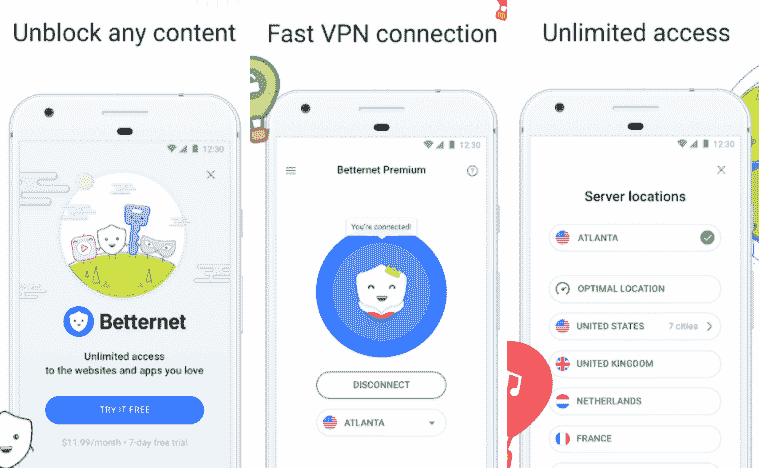 Unblock any content
12:30
Betternet
Unlimited access
to the websites and apps you love
TRY IT FREE
$11.99/month • 7-day free trial
Fast VPN connection
12:30
Betternet Premium
You're connected!
DISCONNECT
ATLANTA
Unlimited access
12:30
Server locations
ATLANTA
OPTIMAL LOCATION
UNITED STATES 7 cities
UNITED KINGDOM
NETHERLANDS
FRANCE